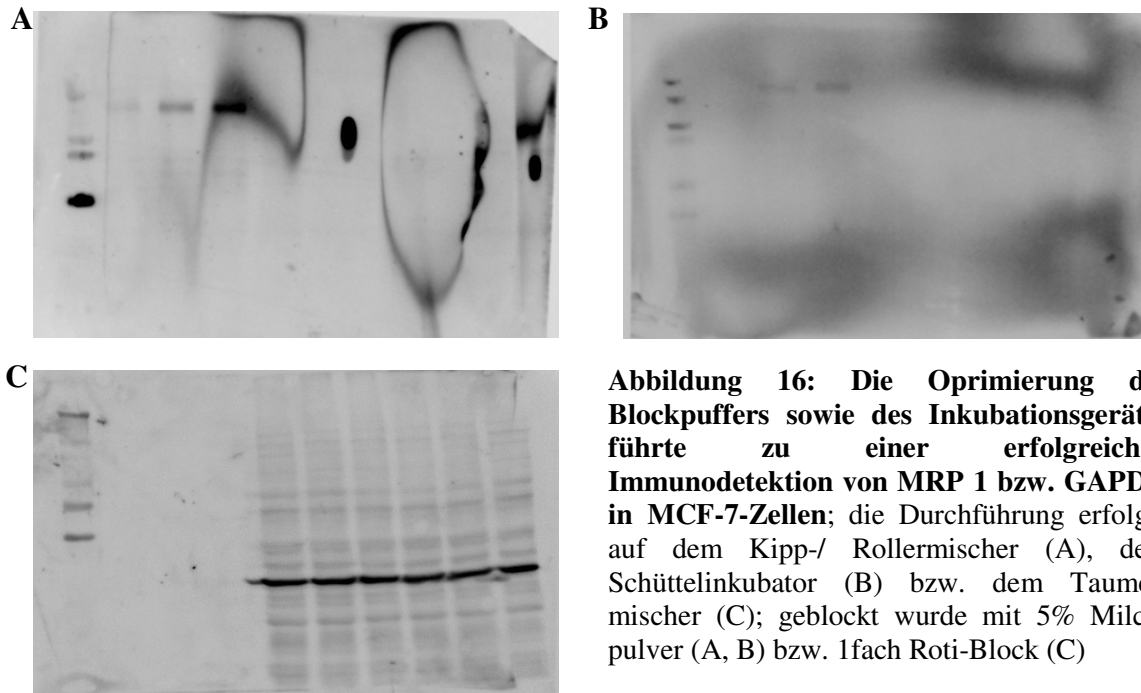 A
B
C
Abbildung 16: Die Oprimierung d
Blockpuffers sowie des Inkubationsgerät
führte zu einer erfolgreich
Immunodetektion von MRP 1 bzw. GAPD
in MCF-7-Zellen; die Durchführung erfolg
auf dem Kipp-/ Rollermischer (A), de
Schüttelinkubator (B) bzw. dem Taume
mischer (C); geblockt wurde mit 5% Milc
pulver (A, B) bzw. 1fach Roti-Block (C)